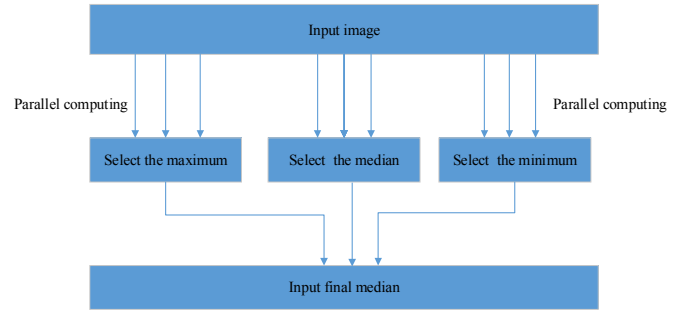 Input image
Parallel computing
Parallel computing
Select the maximum
Select the median
Select the minimum
Input final median